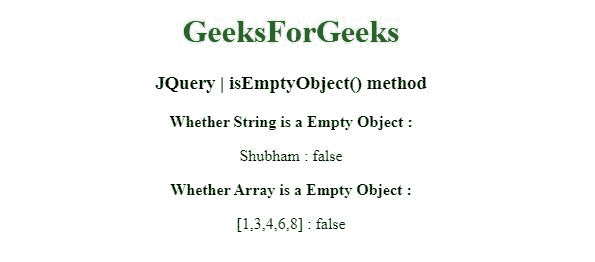 GeeksForGeeks
JQuery | isEmptyObject() method
Whether String is a Empty Object :
Shubham : false
Whether Array is a Empty Object :
[1,3,4,6,8] : false